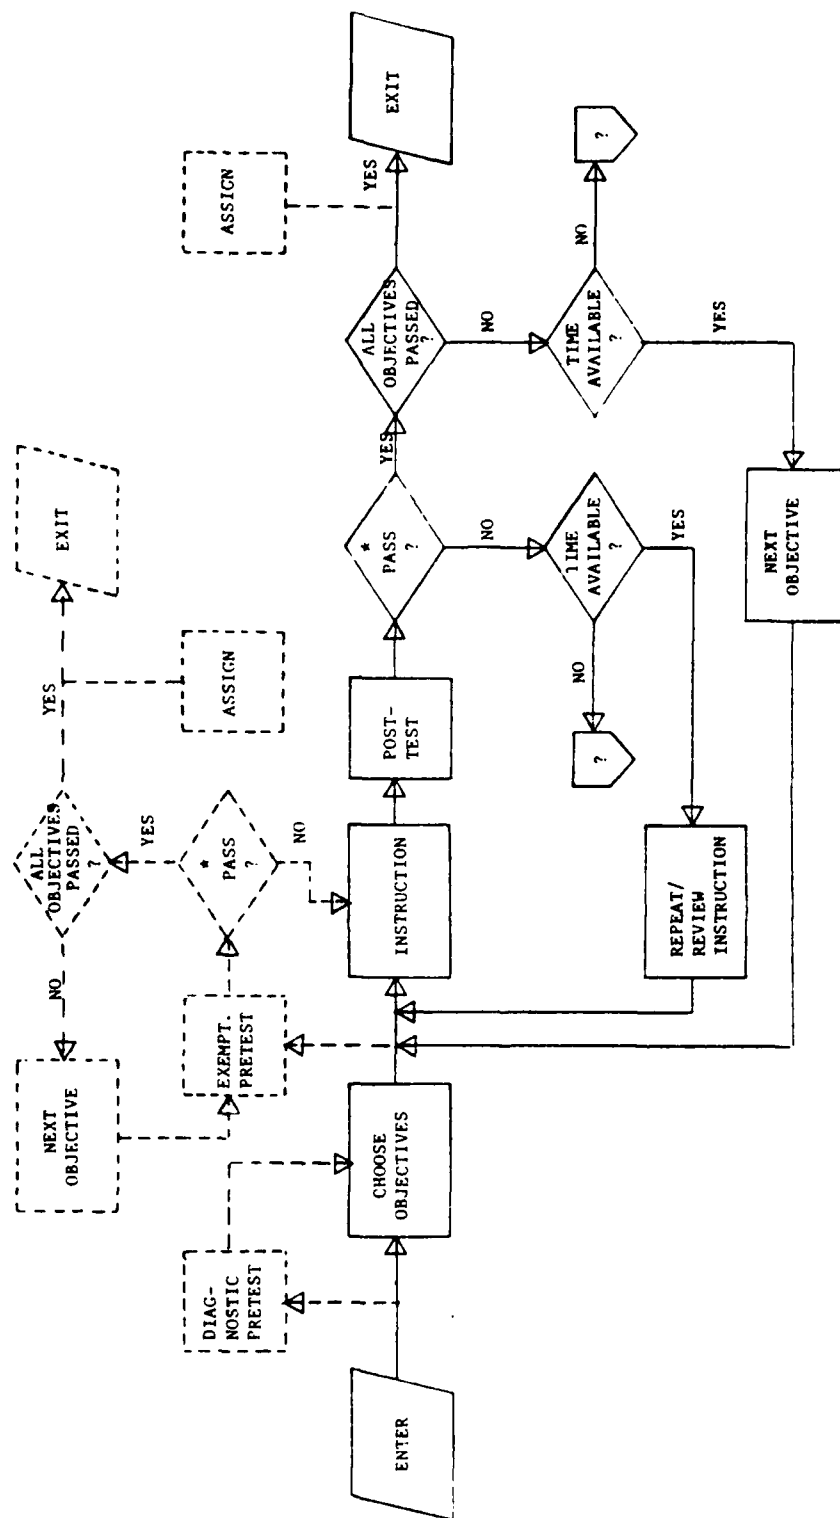 NEXT
OBJECTIVE
NO
ALL
OBJECTIVES
PASSED
?
YES
EXIT
DIAG-
NOSTIC
PRETEST
EXEMPT.
PRETEST
*
PASS
?
YES
NO
ASSIGN
ASSIGN
ENTER
CHOOSE
OBJECTIVES
INSTRUCTION
POST-
TEST
*
PASS
?
YES
ALL
OBJECTIVES
PASSED
?
YES
EXIT
NO
NO
?
NO
TIME
AVAILABLE
?
TIME
AVAILABLE
?
NO
?
YES
YES
REPEAT/
REVIEW
INSTRUCTION
NEXT
OBJECTIVE